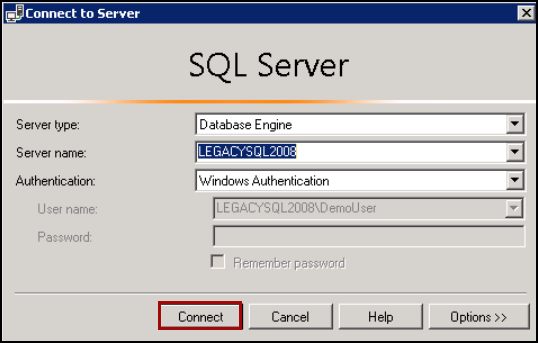 Connect to Server
SQL Server
Server type: Database Engine
Server name: LEGACYSQL2008
Authentication: Windows Authentication
User name: LEGACYSQL2008\DemoUser
Password:
Remember password
Connect Cancel Help Options >>